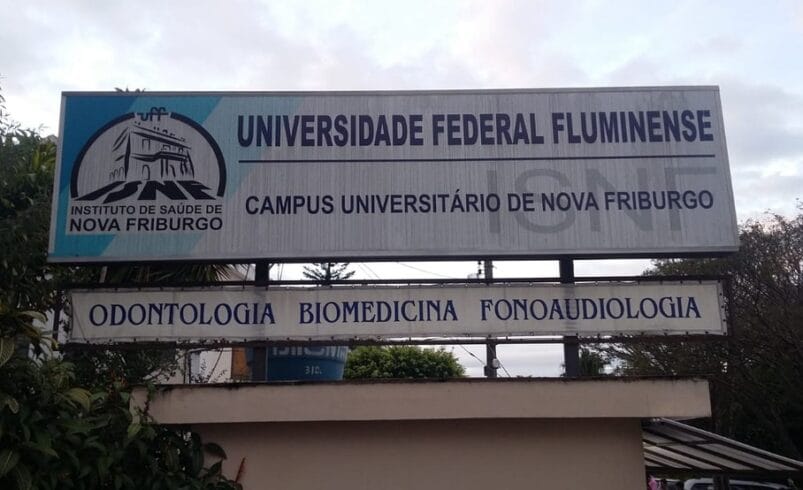 uff
ISNF
INSTITUTO DE SAÚDE DE
NOVA FRIBURGO
UNIVERSIDADE FEDERAL FLUMINENSE
CAMPUS UNIVERSITÁRIO DE NOVA FRIBURGO
ISNF
ODONTOLOGIA BIOMEDICINA FONOAUDIOLOGIA